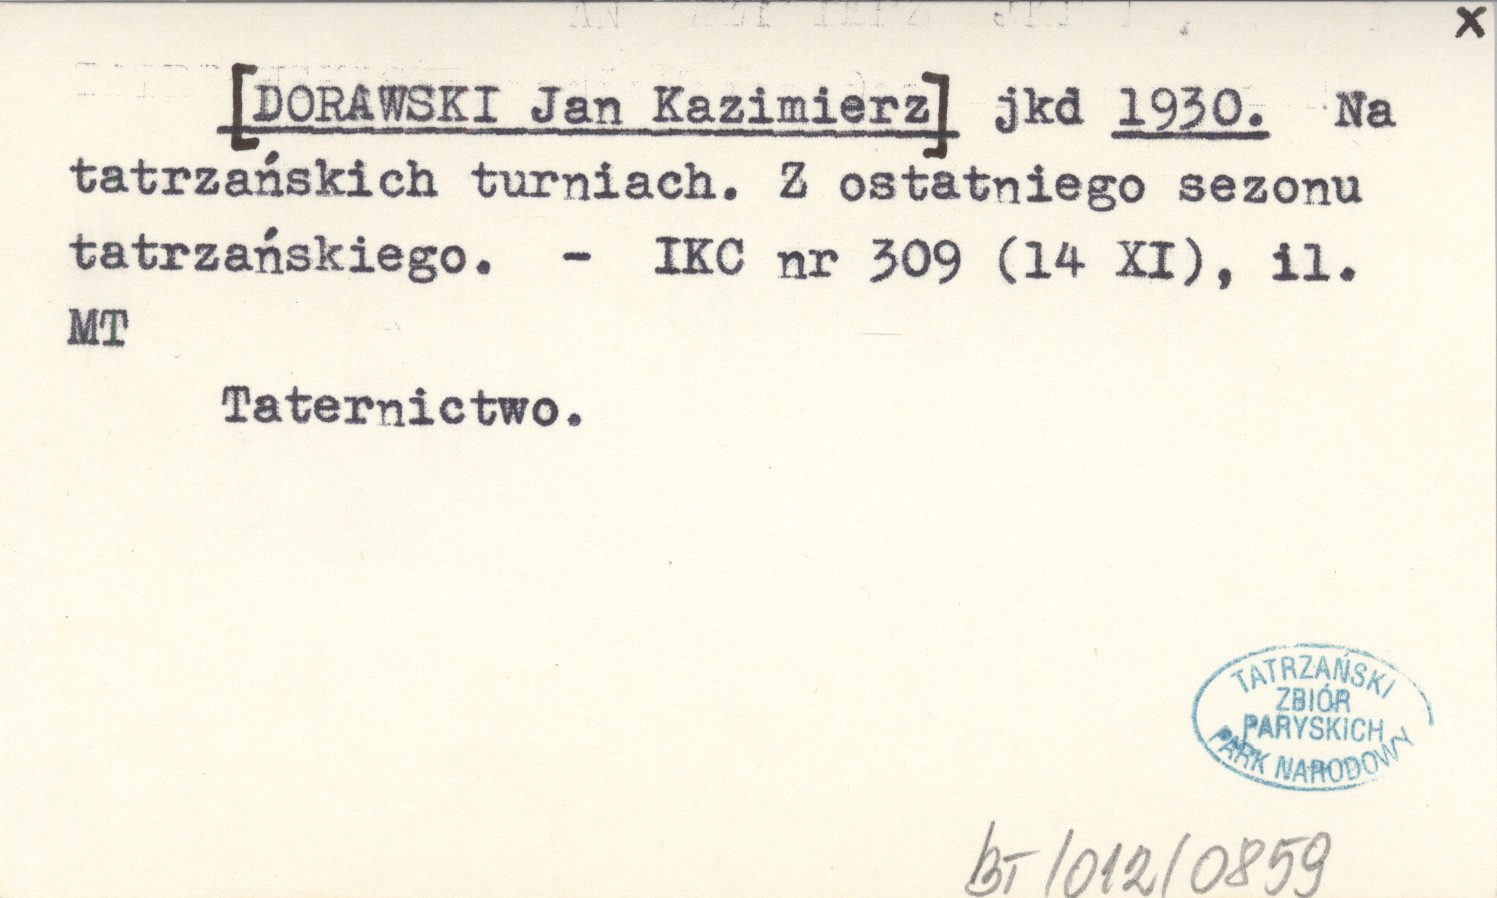 x
[DORAWSKI Jan Kazimierz] jkd 1930. Na
tatrzańskich turniach. Z ostatniego sezonu
tatrzańskiego. - IKC nr 309 (14 XI), il.
MT
Taternictwo.
TATRZAŃSKI
ZBIÓR
PARYSKICH
PARK NARODOWY
BT/012/0859